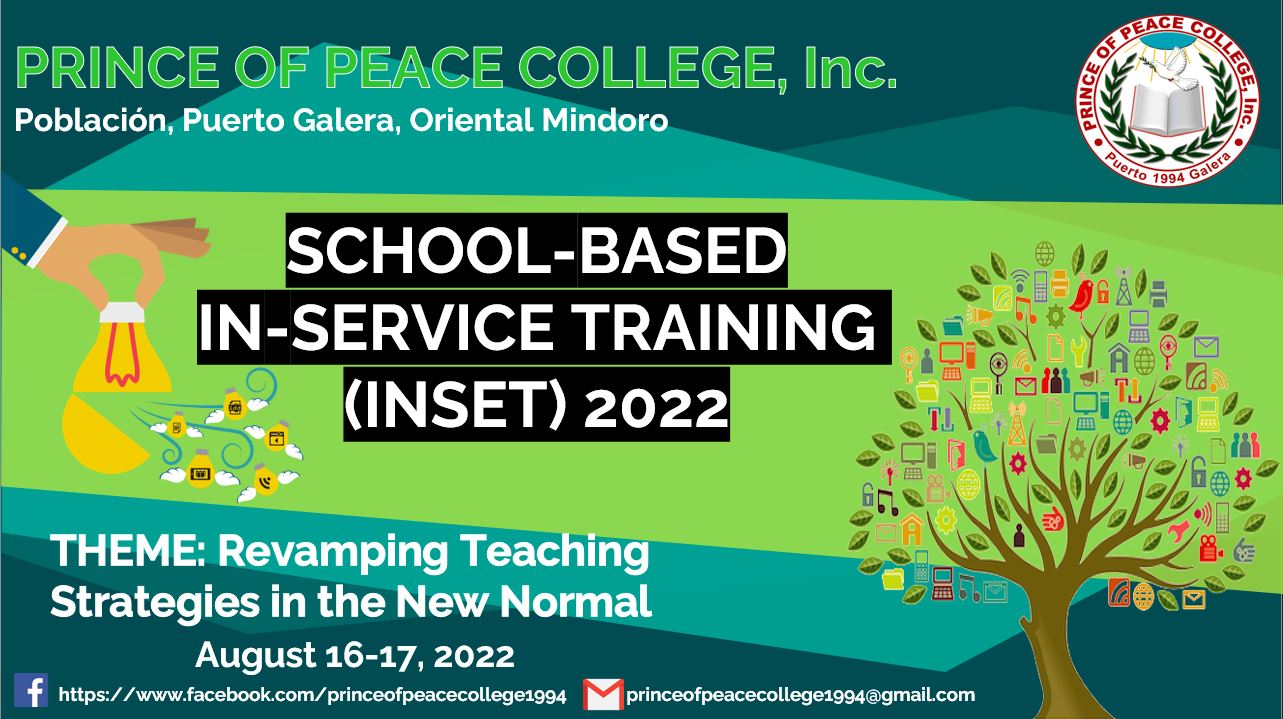 PRINCE OF PEACE COLLEGE, Inc.
Población, Puerto Galera, Oriental Mindoro
PRINCE OF PEACE COLLEGE, Inc.
Puerto 1994 Galera
SCHOOL-BASED
IN-SERVICE TRAINING
(INSET) 2022
THEME: Revamping Teaching
Strategies in the New Normal
August 16-17, 2022
https://www.facebook.com/princeofpeacecollege1994
princeofpeacecollege1994@gmail.com